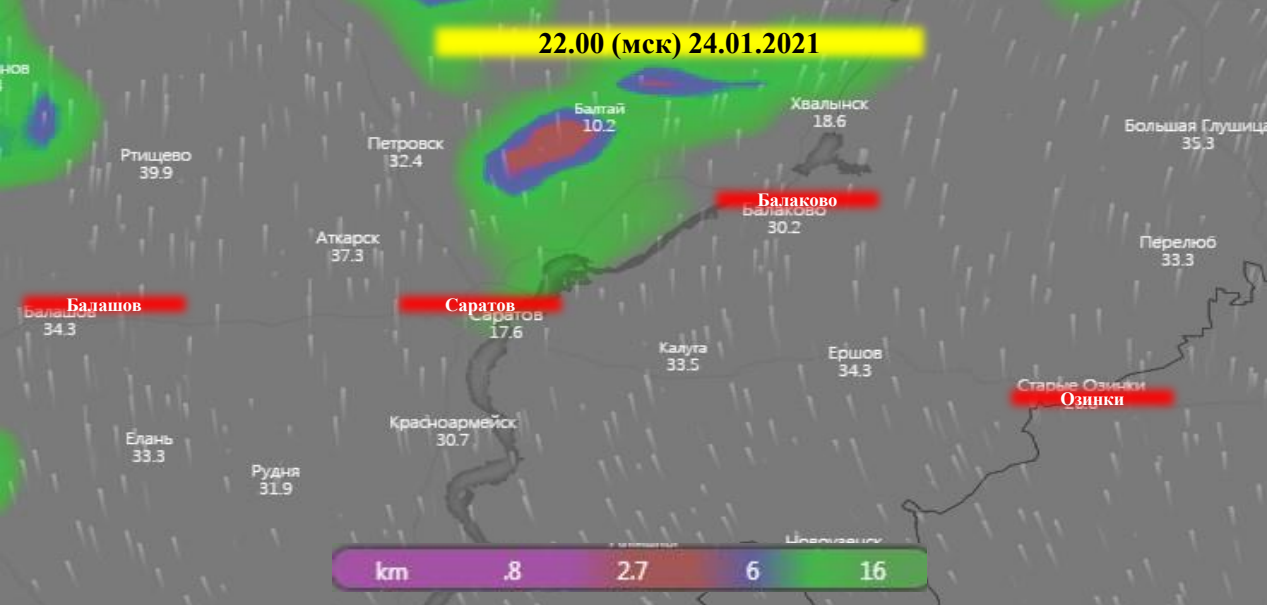 22.00 (мск) 24.01.2021
нов
Балтай
10.2
Хвалынск
18.6
Большая Глушица
35.3
Петровск
32.4
Ртищево
39.9
Балаково
Балаково
30.2
Аткарск
37.3
Перелюб
33.3
Балашов
Балашов
34.3
Саратов
Саратов
17.6
Калуга
33.5
Ершов
34.3
Старые Озинки
Озинки
Красноармейск
30.7
Елань
33.3
Рудня
31.9
Новоузенск
km .8 2.7 6 16